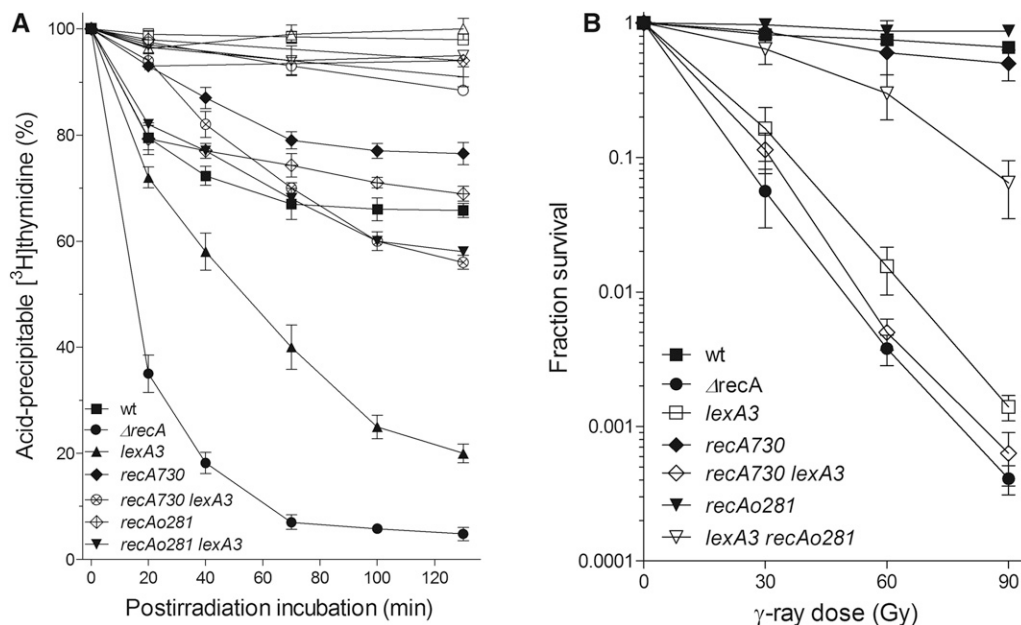 A
Acid-precipitable [³H]thymidine (%)
100
80
60
40
20
0
wt
ΔrecA
lexA3
recA730
recA730 lexA3
recAo281
recAo281 lexA3
0 20 40 60 80 100 120
Postirradiation incubation (min)
B
Fraction survival
1
0.1
0.01
0.001
0.0001
wt
ΔrecA
lexA3
recA730
recA730 lexA3
recAo281
lexA3 recAo281
0 30 60 90
γ-ray dose (Gy)